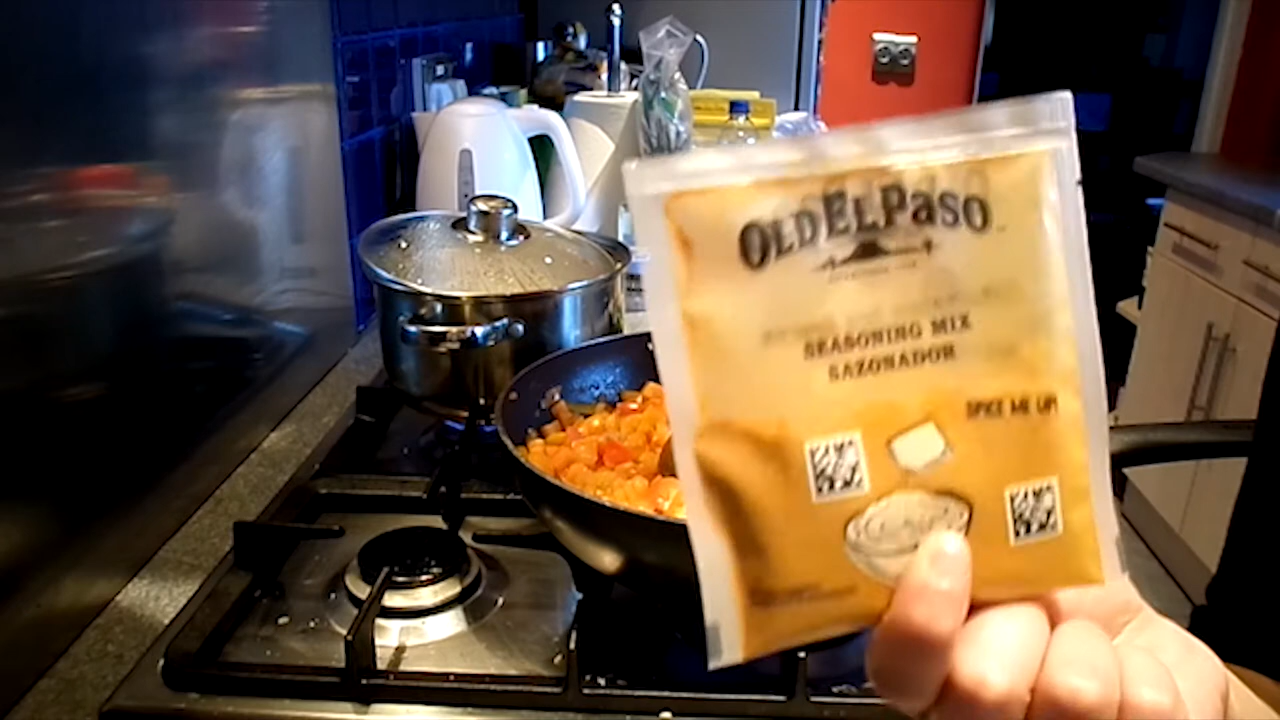 OLD EL PASO
SEASONING MIX
SAZONADOR
SPICE ME UP!